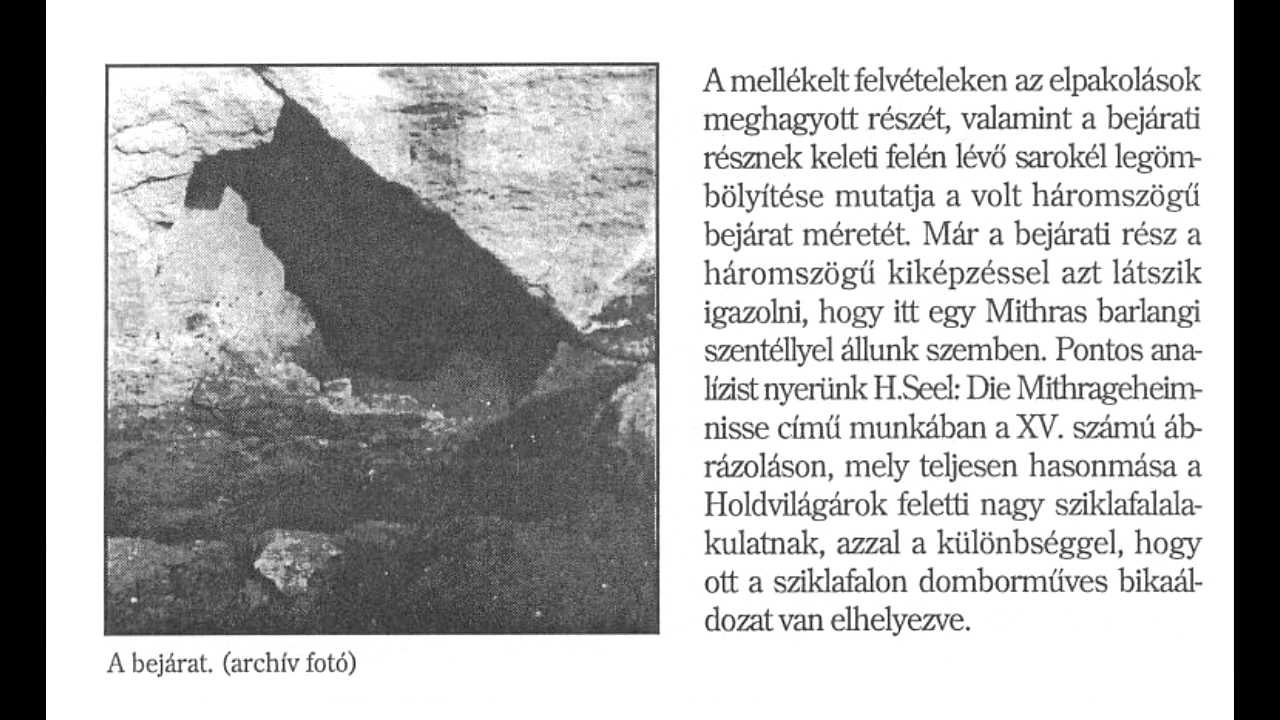 A mellékelt felvételeken az elpakolások
meghagyott részét, valamint a bejárati
résznek keleti felén lévő sarokél legöm-
bölyítése mutatja a volt háromszögű
bejárat méretét. Már a bejárati rész a
háromszögű kiképzéssel azt látszik
igazolni, hogy itt egy Mithras barlangi
szentéllyel állunk szemben. Pontos ana-
lízist nyerünk H.Seel: Die Mithrageheim-
nisse című munkában a XV. számú áb-
rázoláson, mely teljesen hasonmása a
Holdvilágárok feletti nagy sziklafalala-
kulatnak, azzal a különbséggel, hogy
ott a sziklafalon domborműves bikaál-
dozat van elhelyezve.
A bejárat. (archív fotó)